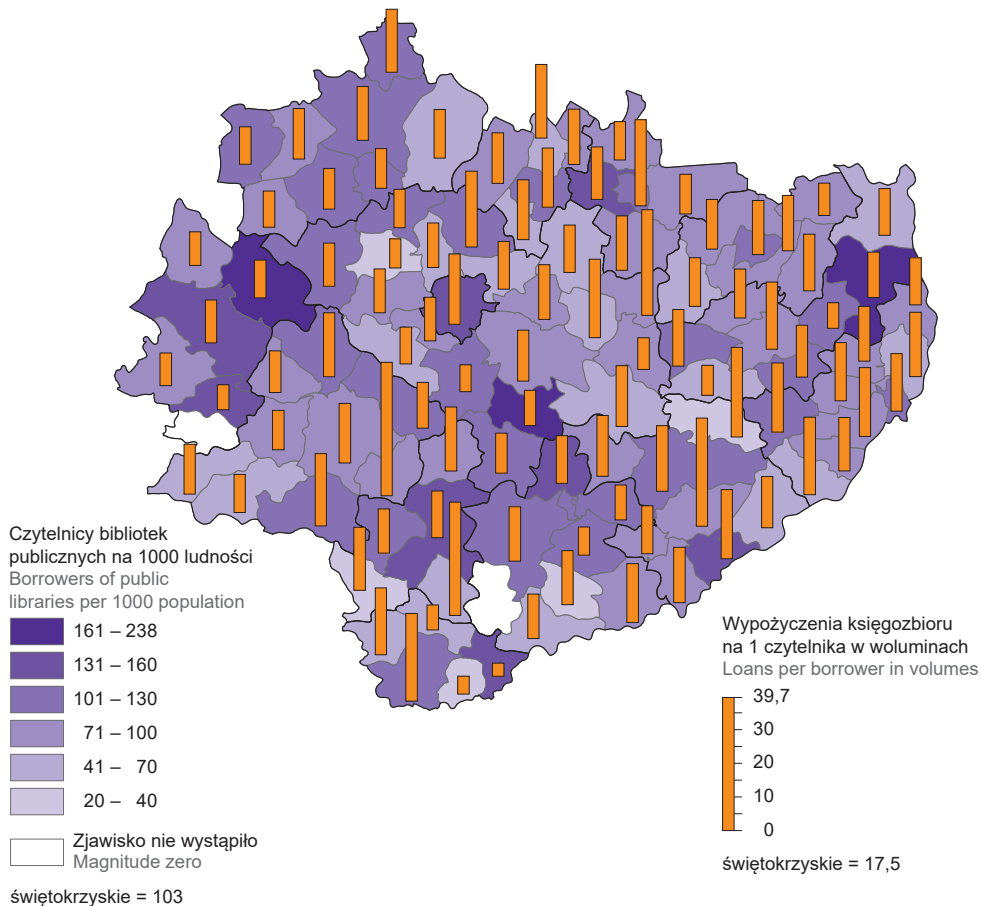 Czytelnicy bibliotek
publicznych na 1000 ludności
Borrowers of public
libraries per 1000 population
161 – 238
131 – 160
101 – 130
71 – 100
41 – 70
20 – 40
Zjawisko nie wystąpiło
Magnitude zero
świętokrzyskie = 103
Wypożyczenia księgozbioru
na 1 czytelnika w woluminach
Loans per borrower in volumes
39,7
30
20
10
0
świętokrzyskie = 17,5